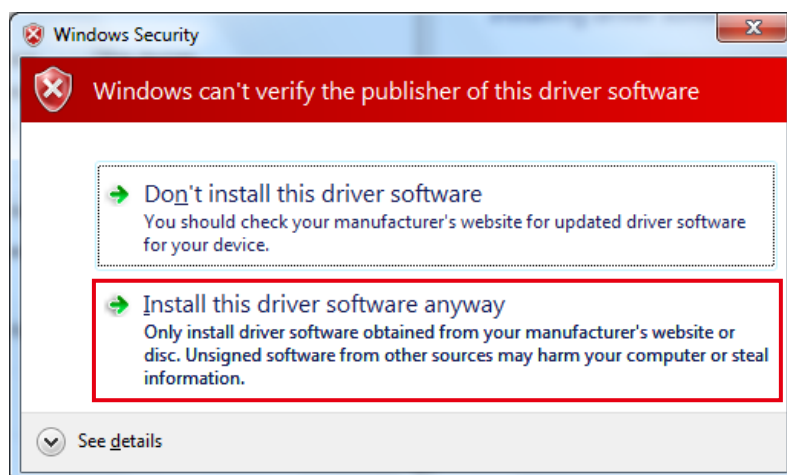 Windows Security
Windows can't verify the publisher of this driver software
Don't install this driver software
You should check your manufacturer's website for updated driver software
for your device.
Install this driver software anyway
Only install driver software obtained from your manufacturer's website or
disc. Unsigned software from other sources may harm your computer or steal
information.
See details